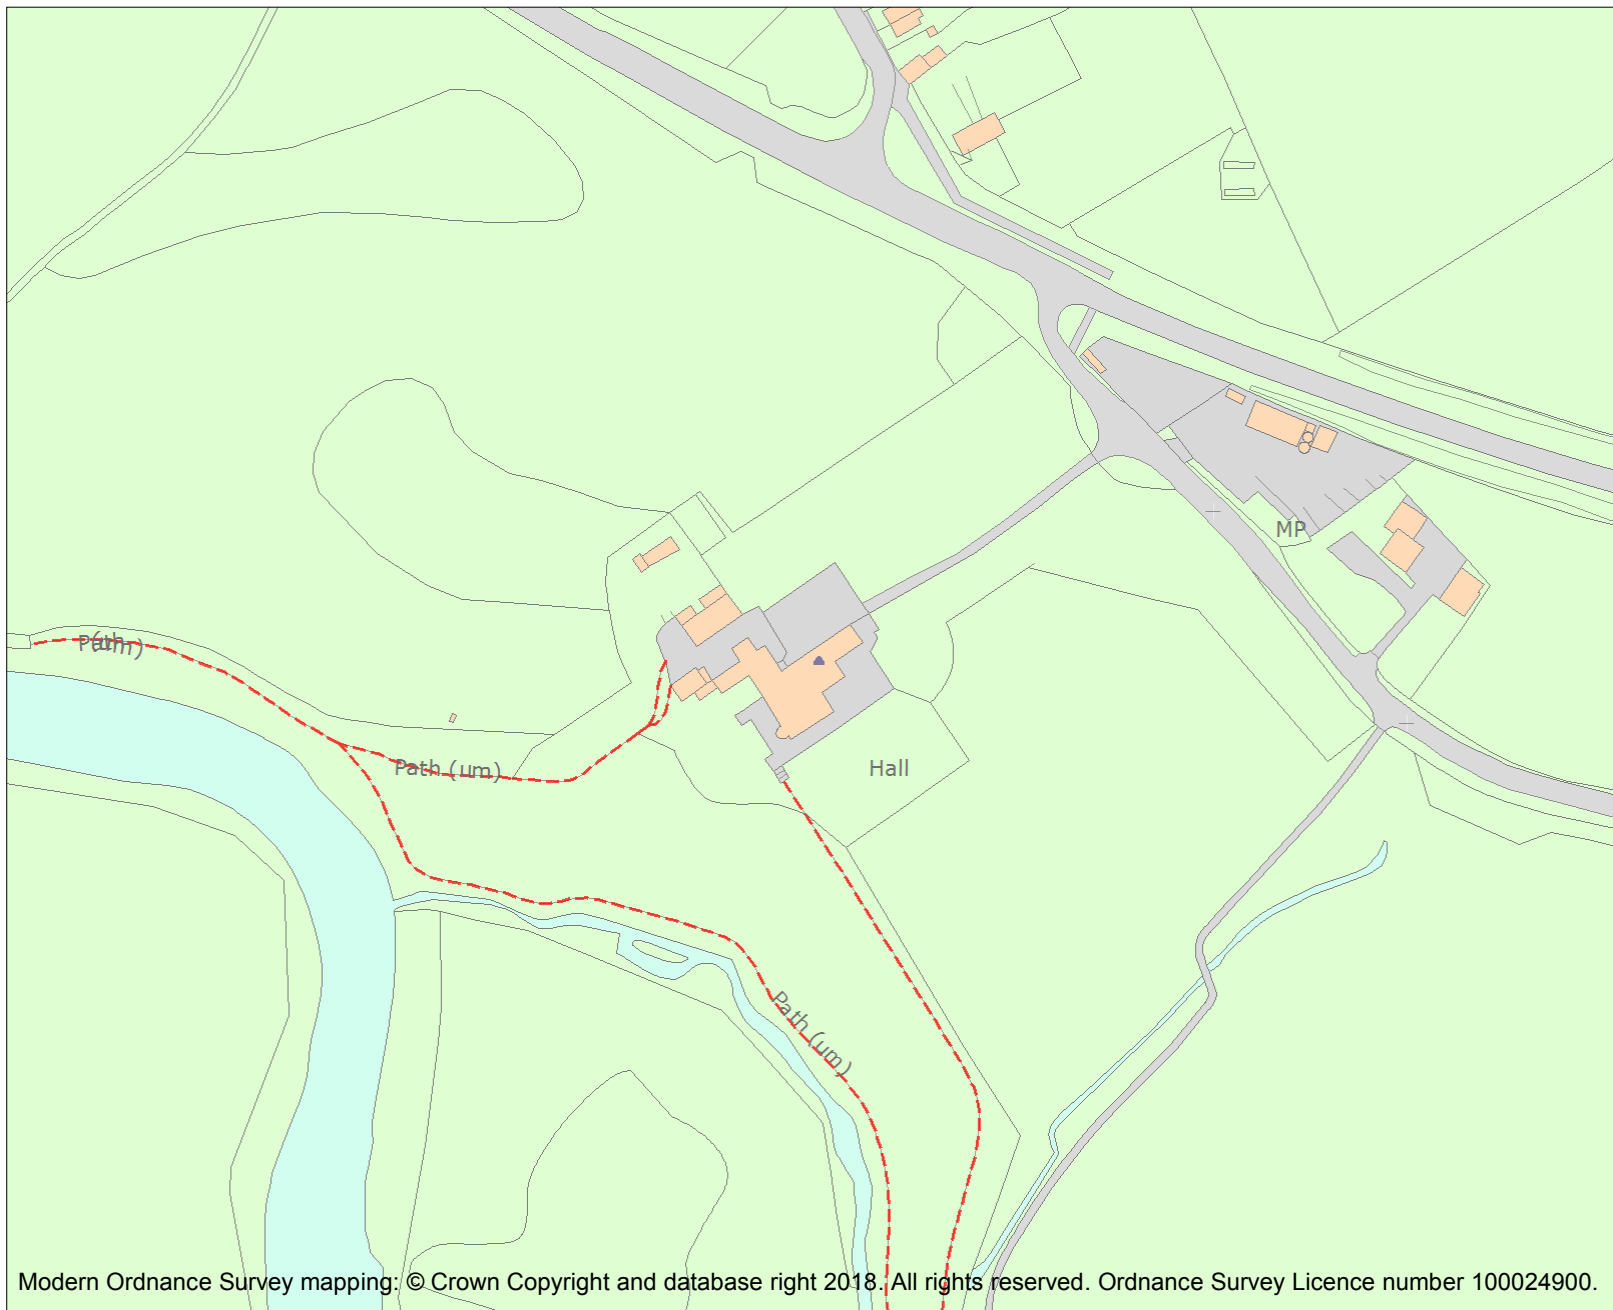 MP
Path (um)
(um)
Path (um)
Hall
Path (um)
Modern Ordnance Survey mapping: © Crown Copyright and database right 2018. All rights reserved. Ordnance Survey Licence number 100024900.